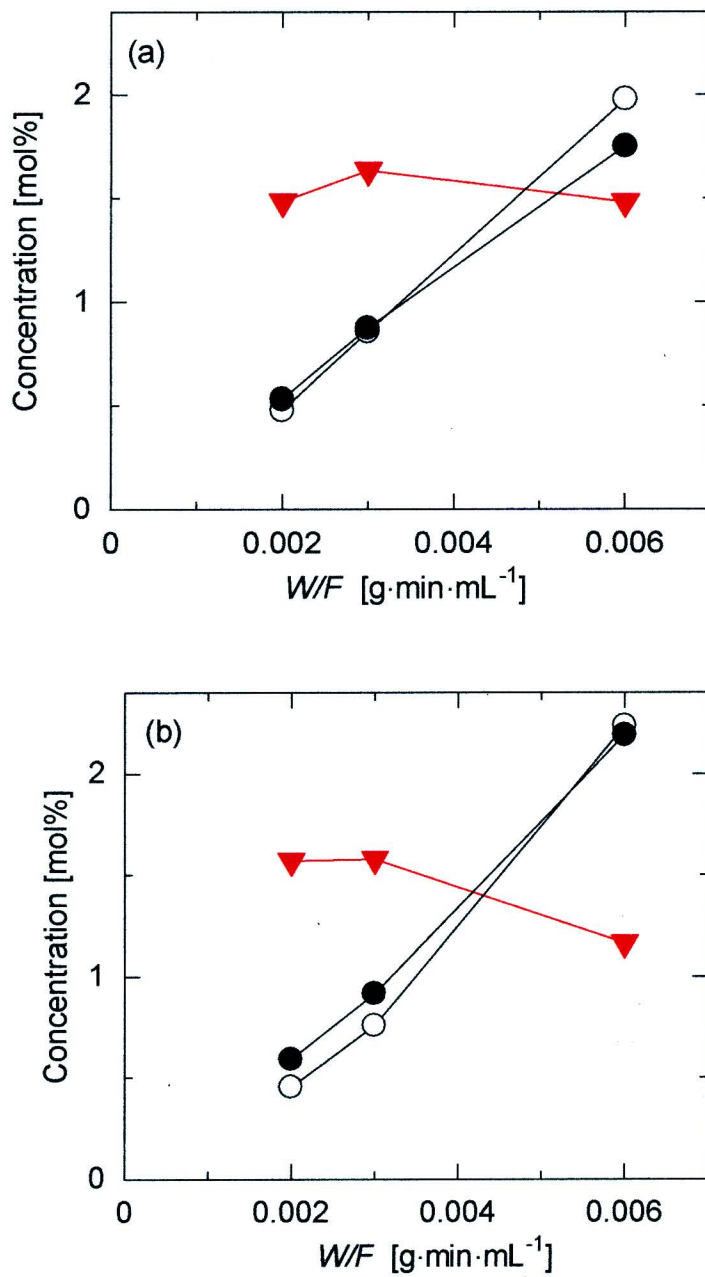 (a)
Concentration [mol%]
2
1
0
0 0.002 0.004 0.006
W/F [g·min·mL⁻¹]
(b)
Concentration [mol%]
2
1
0
0 0.002 0.004 0.006
W/F [g·min·mL⁻¹]